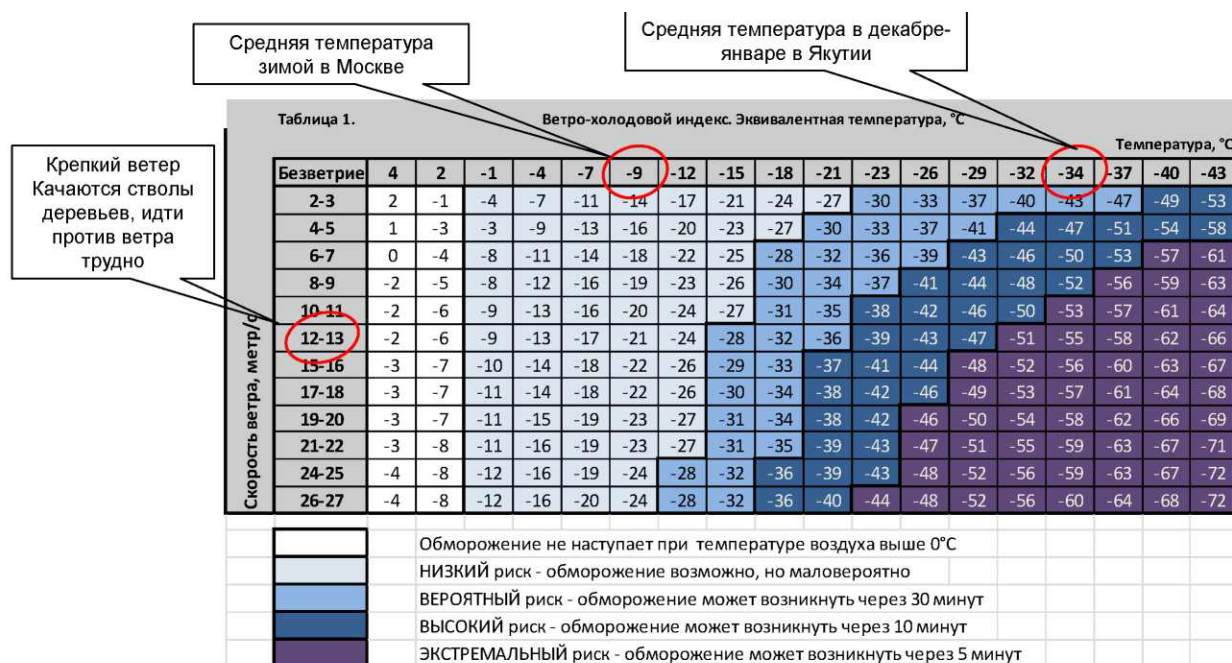 Средняя температура
зимой в Москве
Средняя температура в декабре-
январе в Якутии
Крепкий ветер
Качаются стволы
деревьев, идти
против ветра
трудно
Таблица 1. Ветро-холодовой индекс. Эквивалентная температура, °С
Температура, °С
Скорость ветра, метр/с
Безветрие 4 2 -1 -4 -7 -9 -12 -15 -18 -21 -23 -26 -29 -32 -34 -37 -40 -43
2-3 2 -1 -4 -7 -11 -14 -17 -21 -24 -27 -30 -33 -37 -40 -43 -47 -49 -53
4-5 1 -3 -3 -9 -13 -16 -20 -23 -27 -30 -33 -37 -41 -44 -47 -51 -54 -58
6-7 0 -4 -8 -11 -14 -18 -22 -25 -28 -32 -36 -39 -43 -46 -50 -53 -57 -61
8-9 -2 -5 -8 -12 -16 -19 -23 -26 -30 -34 -37 -41 -44 -48 -52 -56 -59 -63
10-11 -2 -6 -9 -13 -16 -20 -24 -27 -31 -35 -38 -42 -46 -50 -53 -57 -61 -64
12-13 -2 -6 -9 -13 -17 -21 -24 -28 -32 -36 -39 -43 -47 -51 -55 -58 -62 -66
15-16 -3 -7 -10 -14 -18 -22 -26 -29 -33 -37 -41 -44 -48 -52 -56 -60 -63 -67
17-18 -3 -7 -11 -14 -18 -22 -26 -30 -34 -38 -42 -46 -49 -53 -57 -61 -64 -68
19-20 -3 -7 -11 -15 -19 -23 -27 -31 -34 -38 -42 -46 -50 -54 -58 -62 -66 -69
21-22 -3 -8 -11 -16 -19 -23 -27 -31 -35 -39 -43 -47 -51 -55 -59 -63 -67 -71
24-25 -4 -8 -12 -16 -19 -24 -28 -32 -36 -39 -43 -48 -52 -56 -59 -63 -67 -72
26-27 -4 -8 -12 -16 -20 -24 -28 -32 -36 -40 -44 -48 -52 -56 -60 -64 -68 -72
Обморожение не наступает при температуре воздуха выше 0°С
НИЗКИЙ риск - обморожение возможно, но маловероятно
ВЕРОЯТНЫЙ риск - обморожение может возникнуть через 30 минут
ВЫСОКИЙ риск - обморожение может возникнуть через 10 минут
ЭКСТРЕМАЛЬНЫЙ риск - обморожение может возникнуть через 5 минут